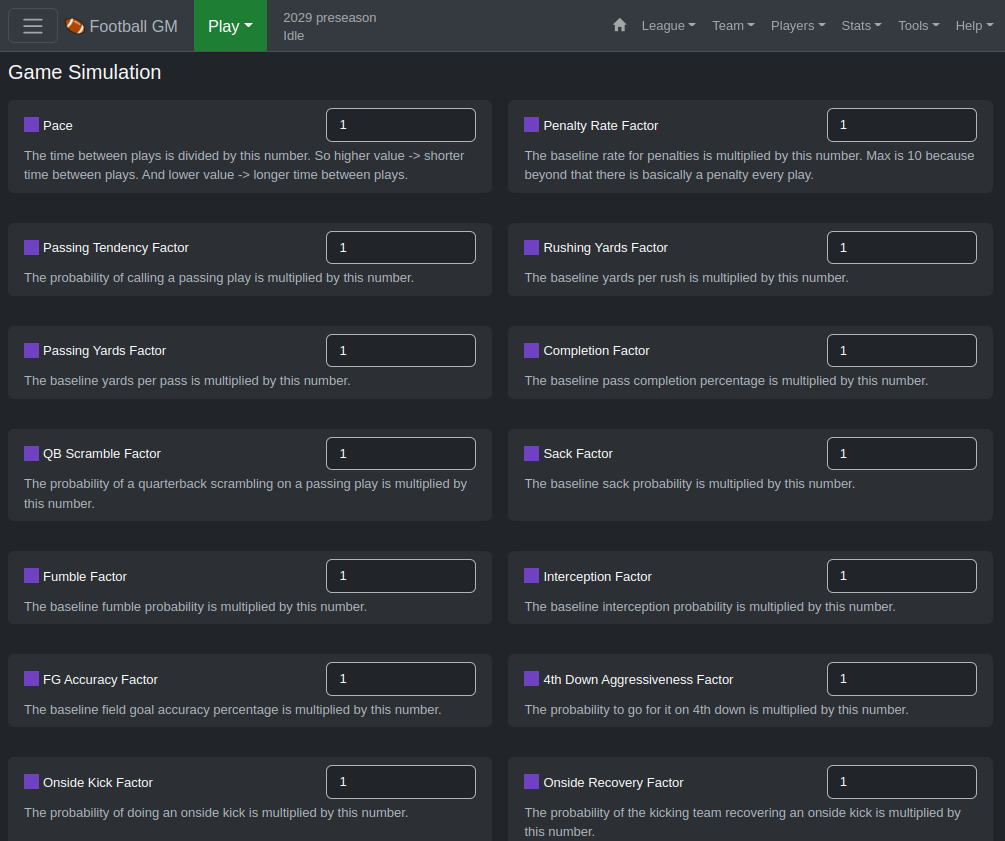 Football GM
Play
2029 preseason
Idle
League
Team
Players
Stats
Tools
Help
Game Simulation
Pace
1
The time between plays is divided by this number. So higher value -> shorter
time between plays. And lower value -> longer time between plays.
Penalty Rate Factor
1
The baseline rate for penalties is multiplied by this number. Max is 10 because
beyond that there is basically a penalty every play.
Passing Tendency Factor
1
The probability of calling a passing play is multiplied by this number.
Rushing Yards Factor
1
The baseline yards per rush is multiplied by this number.
Passing Yards Factor
1
The baseline yards per pass is multiplied by this number.
Completion Factor
1
The baseline pass completion percentage is multiplied by this number.
QB Scramble Factor
1
The probability of a quarterback scrambling on a passing play is multiplied by
this number.
Sack Factor
1
The baseline sack probability is multiplied by this number.
Fumble Factor
1
The baseline fumble probability is multiplied by this number.
Interception Factor
1
The baseline interception probability is multiplied by this number.
FG Accuracy Factor
1
The baseline field goal accuracy percentage is multiplied by this number.
4th Down Aggressiveness Factor
1
The probability to go for it on 4th down is multiplied by this number.
Onside Kick Factor
1
The probability of doing an onside kick is multiplied by this number.
Onside Recovery Factor
1
The probability of the kicking team recovering an onside kick is multiplied by
this number.